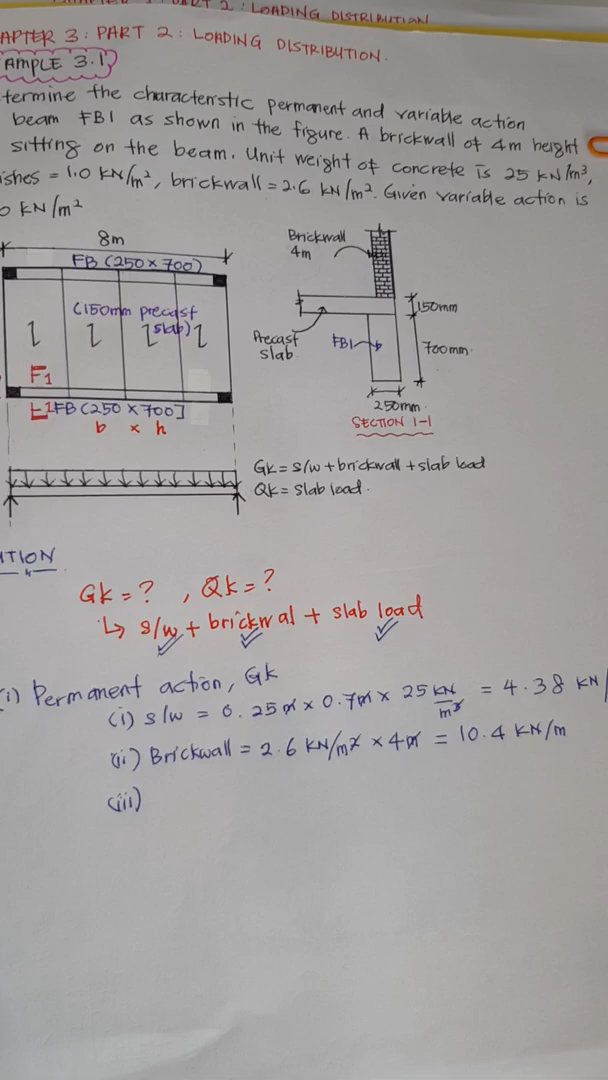 PART 2: LOADING DISTRIBUTION
APTER 3: PART 2: LOADING DISTRIBUTION.
AMPLE 3.1
termine the characteristic permanent and variable action
beam FB1 as shown in the figure. A brickwall of 4m height
sitting on the beam. Unit weight of concrete is 25 kN/m³,
ishes = 1.0 kN/m², brickwall = 2.6 kN/m². Given variable action is
0 kN/m²
8m
FB (250 × 700)
(150mm precast
slab)
F1
FB (250 × 700]
b × h
Brickwall
4m
150mm
Precast
slab
FB1
700mm.
250mm.
SECTION 1-1
Gk = s/w + brickwall + slab load
Qk = slab load.
UTION
Gk = ? , Qk = ?
↳ s/w + brickwal + slab load
(i) Permanent action, Gk
(i) s/w = 0.25m × 0.7m × 25 kN/m³ = 4.38 kN/
(ii) Brickwall = 2.6 kN/m² × 4m = 10.4 kN/m
(iii)